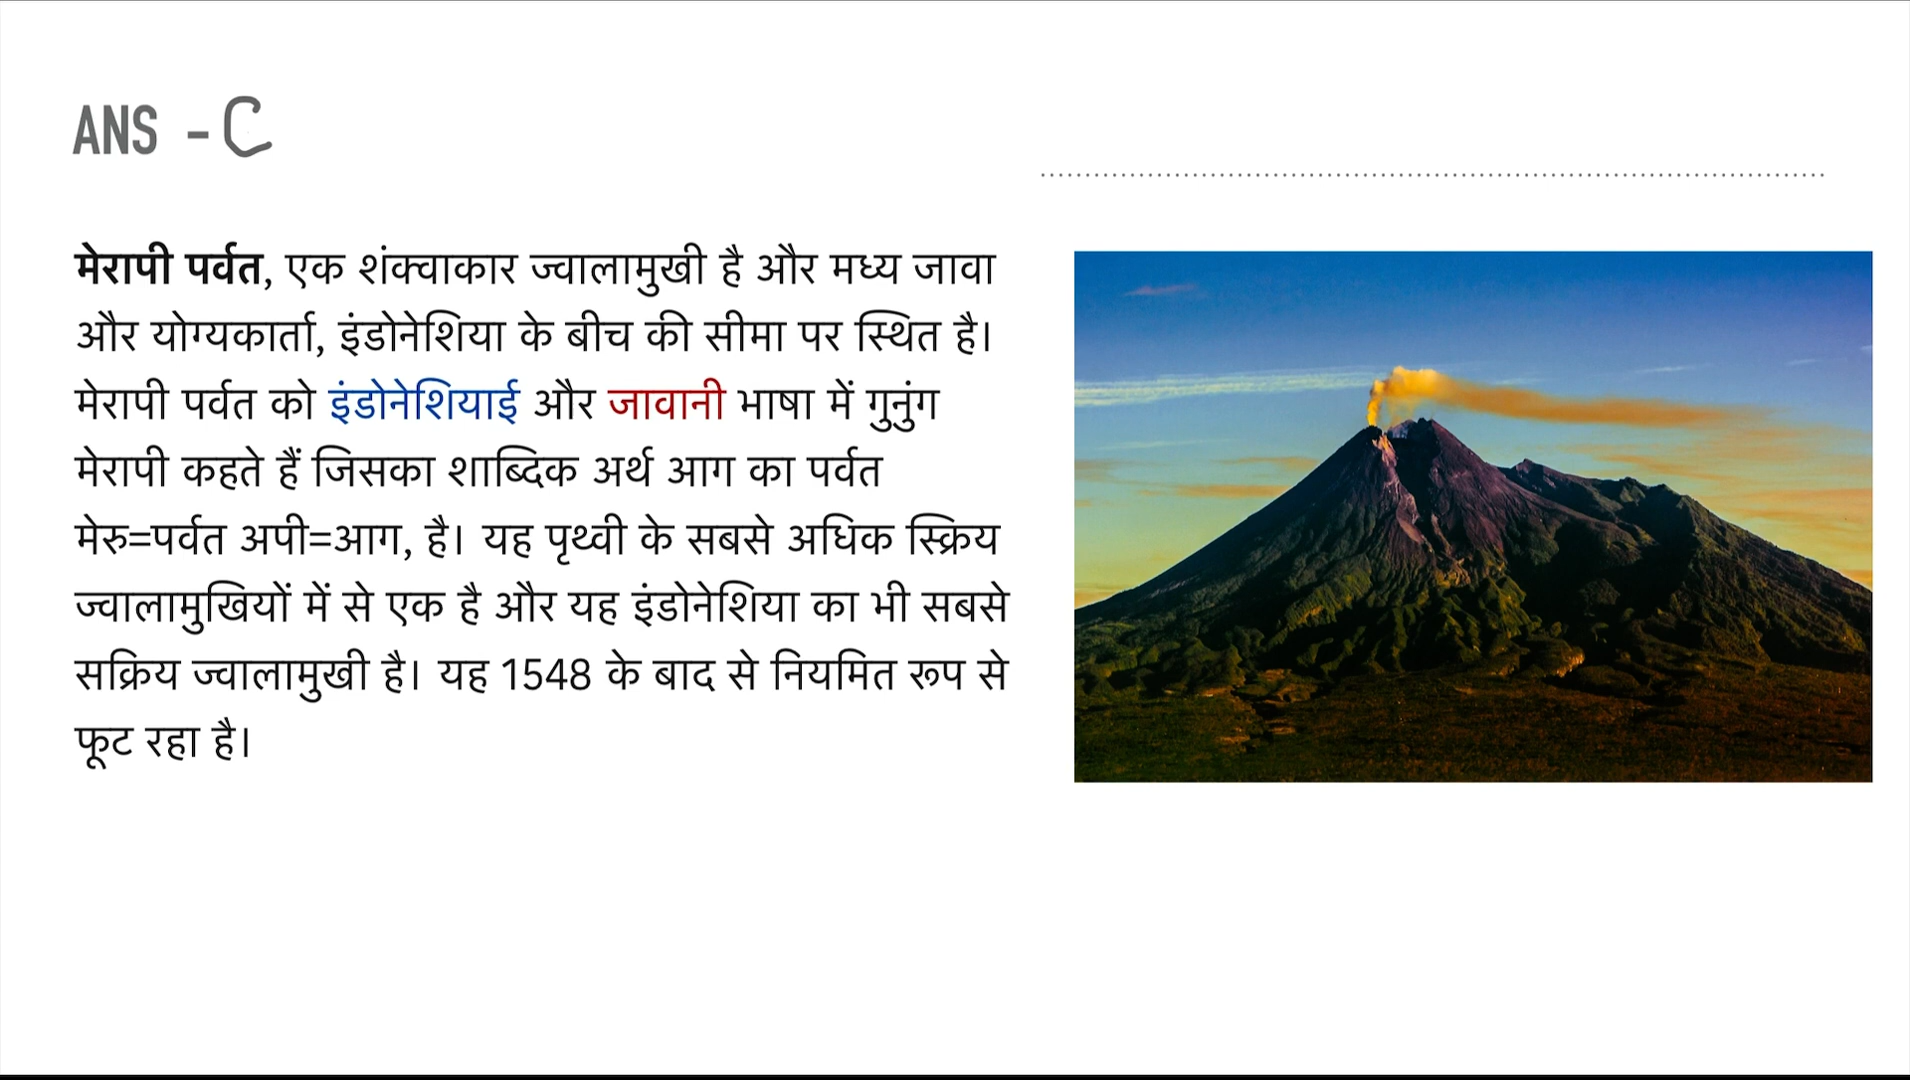 ANS - C
मेरापी पर्वत, एक शंक्वाकार ज्वालामुखी है और मध्य जावा
और योग्यकार्ता, इंडोनेशिया के बीच की सीमा पर स्थित है।
मेरापी पर्वत को इंडोनेशियाई और जावानी भाषा में गुनुंग
मेरापी कहते हैं जिसका शाब्दिक अर्थ आग का पर्वत
मेरु=पर्वत अपी=आग, है। यह पृथ्वी के सबसे अधिक स्क्रिय
ज्वालामुखियों में से एक है और यह इंडोनेशिया का भी सबसे
सक्रिय ज्वालामुखी है। यह 1548 के बाद से नियमित रूप से
फूट रहा है।